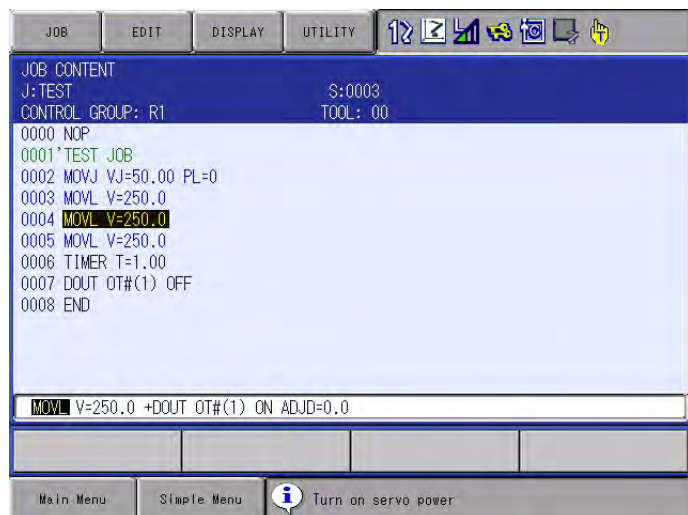 JOB EDIT DISPLAY UTILITY
JOB CONTENT
J:TEST S:0003
CONTROL GROUP: R1 TOOL: 00
0000 NOP
0001'TEST JOB
0002 MOVJ VJ=50.00 PL=0
0003 MOVL V=250.0
0004 MOVL V=250.0
0005 MOVL V=250.0
0006 TIMER T=1.00
0007 DOUT OT#(1) OFF
0008 END
MOVL V=250.0 +DOUT OT#(1) ON ADJD=0.0
Main Menu Simple Menu Turn on servo power